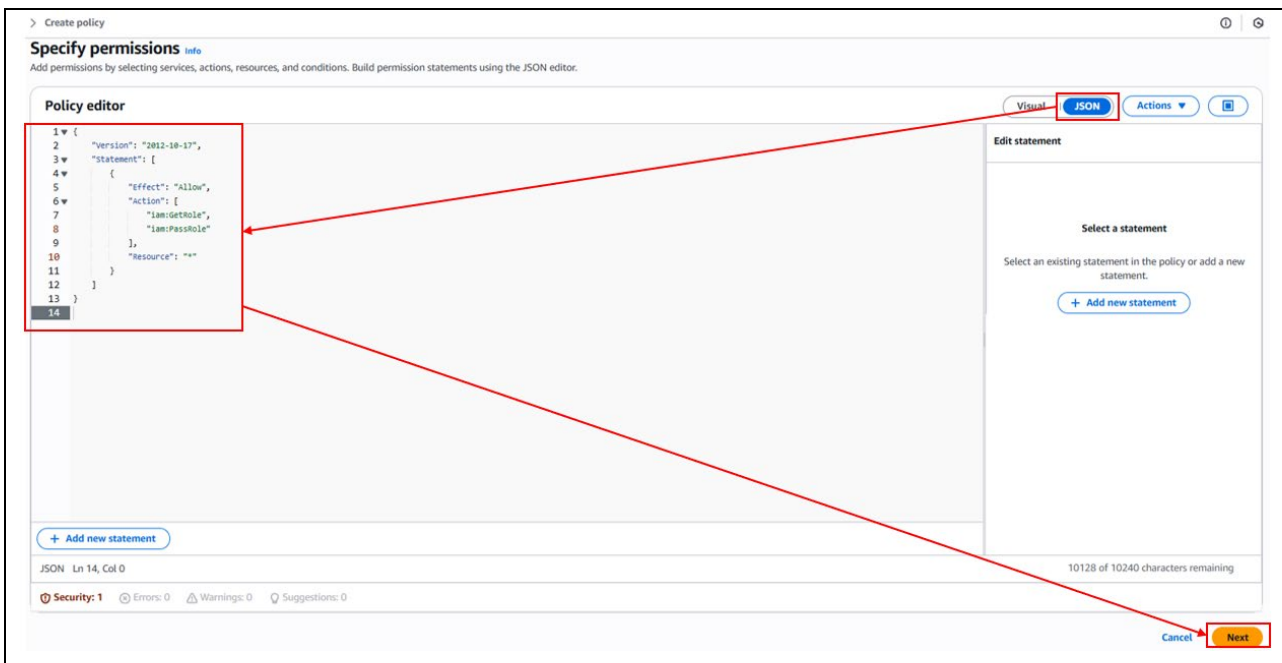 Create policy
Specify permissions Info
Add permissions by selecting services, actions, resources, and conditions. Build permission statements using the JSON editor.
Policy editor
Visual JSON Actions
1 {
2 "Version": "2012-10-17",
3 "Statement": [
4 {
5 "Effect": "Allow",
6 "Action": [
7 "iam:GetRole",
8 "iam:PassRole"
9 ],
10 "Resource": "*"
11 }
12 ]
13 }
14
Edit statement
Select a statement
Select an existing statement in the policy or add a new
statement.
+ Add new statement
+ Add new statement
JSON Ln 14, Col 0
10128 of 10240 characters remaining
Security: 1 Errors: 0 Warnings: 0 Suggestions: 0
Cancel Next